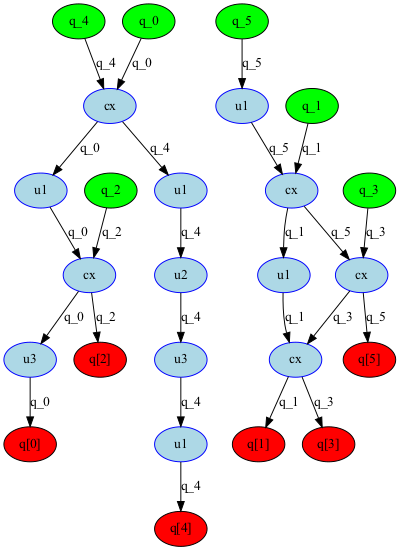 q_4 q_0 q_5
q_4 q_0 q_5
cx u1 q_1
q_0 q_4 q_5 q_1
u1 q_2 u1 cx q_3
q_0 q_2 q_4 q_1 q_5 q_3
cx u2 u1 cx
q_0 q_2 q_4 q_1 q_3 q_5
u3 q[2] u3 cx q[5]
q_0 q_4 q_1 q_3
q[0] u1 q[1] q[3]
q_4
q[4]